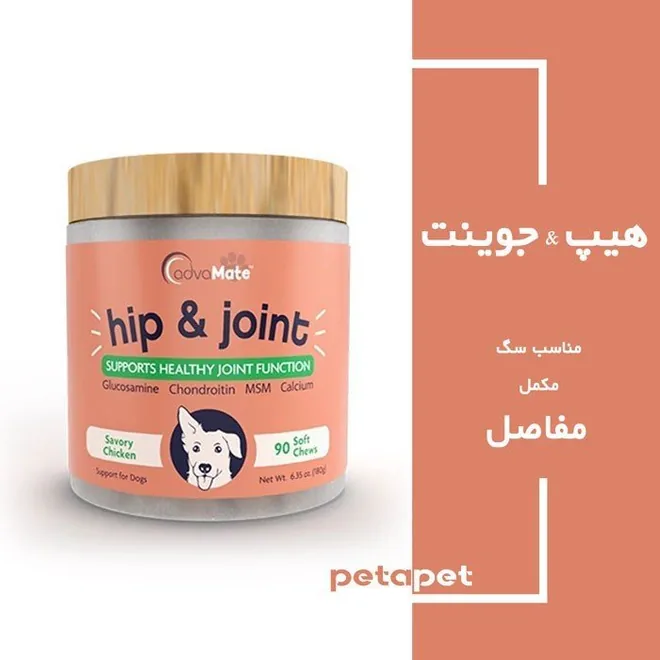 advaMate™
hip & joint
SUPPORTS HEALTHY JOINT FUNCTION
Glucosamine Chondroitin MSM Calcium
Savory
Chicken
90 Soft
Chews
Support for Dogs
Net Wt. 6.35 oz. (180g)
هیپ & جوینت
مناسب سگ
مکمل
مفاصل
petapet